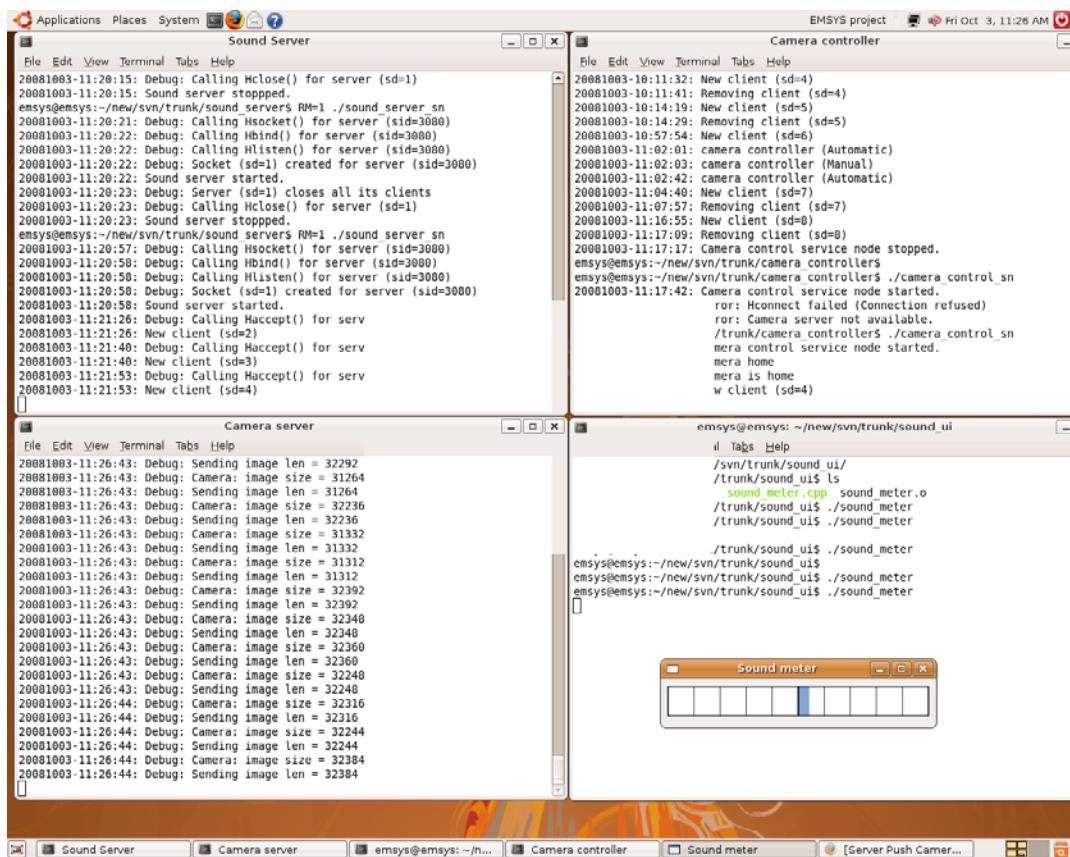 Applications Places System
EMSYS project
Fri Oct 3, 11:26 AM
Sound Server
File Edit View Terminal Tabs Help
20081003-11:20:15: Debug: Calling Hclose() for server (sd=1)
20081003-11:20:15: Sound server stoppped.
emsys@emsys:~/new/svn/trunk/sound_server$ RM=1 ./sound_server_sn
20081003-11:20:21: Debug: Calling Hsocket() for server (sid=3080)
20081003-11:20:22: Debug: Calling Hbind() for server (sid=3080)
20081003-11:20:22: Debug: Calling Hlisten() for server (sid=3080)
20081003-11:20:22: Debug: Socket (sd=1) created for server (sid=3080)
20081003-11:20:22: Sound server started.
20081003-11:20:23: Debug: Server (sd=1) closes all its clients
20081003-11:20:23: Debug: Calling Hclose() for server (sd=1)
20081003-11:20:23: Sound server stoppped.
emsys@emsys:~/new/svn/trunk/sound_server$ RM=1 ./sound_server_sn
20081003-11:20:57: Debug: Calling Hsocket() for server (sid=3080)
20081003-11:20:58: Debug: Calling Hbind() for server (sid=3080)
20081003-11:20:58: Debug: Calling Hlisten() for server (sid=3080)
20081003-11:20:58: Debug: Socket (sd=1) created for server (sid=3080)
20081003-11:20:58: Sound server started.
20081003-11:21:26: Debug: Calling Haccept() for serv
20081003-11:21:26: New client (sd=2)
20081003-11:21:40: Debug: Calling Haccept() for serv
20081003-11:21:40: New client (sd=3)
20081003-11:21:53: Debug: Calling Haccept() for serv
20081003-11:21:53: New client (sd=4)
Camera controller
File Edit View Terminal Tabs Help
20081003-10:11:32: New client (sd=4)
20081003-10:11:41: Removing client (sd=4)
20081003-10:14:19: New client (sd=5)
20081003-10:14:29: Removing client (sd=5)
20081003-10:57:54: New client (sd=6)
20081003-11:02:01: camera controller (Automatic)
20081003-11:02:03: camera controller (Manual)
20081003-11:02:42: camera controller (Automatic)
20081003-11:04:40: New client (sd=7)
20081003-11:07:57: Removing client (sd=7)
20081003-11:16:55: New client (sd=8)
20081003-11:17:09: Removing client (sd=8)
20081003-11:17:17: Camera control service node stopped.
emsys@emsys:~/new/svn/trunk/camera_controller$
emsys@emsys:~/new/svn/trunk/camera_controller$ ./camera_control_sn
20081003-11:17:42: Camera control service node started.
ror: Hconnect failed (Connection refused)
ror: Camera server not available.
/trunk/camera_controller$ ./camera_control_sn
mera control service node started.
mera home
mera is home
w client (sd=4)
Camera server
File Edit View Terminal Tabs Help
20081003-11:26:43: Debug: Sending image len = 32292
20081003-11:26:43: Debug: Camera: image size = 31264
20081003-11:26:43: Debug: Sending image len = 31264
20081003-11:26:43: Debug: Camera: image size = 32236
20081003-11:26:43: Debug: Sending image len = 32236
20081003-11:26:43: Debug: Camera: image size = 31332
20081003-11:26:43: Debug: Sending image len = 31332
20081003-11:26:43: Debug: Camera: image size = 31312
20081003-11:26:43: Debug: Sending image len = 31312
20081003-11:26:43: Debug: Camera: image size = 32392
20081003-11:26:43: Debug: Sending image len = 32392
20081003-11:26:43: Debug: Camera: image size = 32348
20081003-11:26:43: Debug: Sending image len = 32348
20081003-11:26:43: Debug: Camera: image size = 32360
20081003-11:26:43: Debug: Sending image len = 32360
20081003-11:26:43: Debug: Camera: image size = 32248
20081003-11:26:43: Debug: Sending image len = 32248
20081003-11:26:44: Debug: Camera: image size = 32316
20081003-11:26:44: Debug: Sending image len = 32316
20081003-11:26:44: Debug: Camera: image size = 32244
20081003-11:26:44: Debug: Sending image len = 32244
20081003-11:26:44: Debug: Camera: image size = 32384
20081003-11:26:44: Debug: Sending image len = 32384
emsys@emsys: ~/new/svn/trunk/sound_ui
l Tabs Help
/svn/trunk/sound_ui/
/trunk/sound_ui$ ls
sound_meter.cpp sound_meter.o
/trunk/sound_ui$ ./sound_meter
/trunk/sound_ui$ ./sound_meter
/trunk/sound_ui$ ./sound_meter
emsys@emsys:~/new/svn/trunk/sound_ui$
emsys@emsys:~/new/svn/trunk/sound_ui$ ./sound_meter
emsys@emsys:~/new/svn/trunk/sound_ui$ ./sound_meter
Sound meter
Sound Server
Camera server
emsys@emsys: ~/n...
Camera controller
Sound meter
[Server Push Camer...